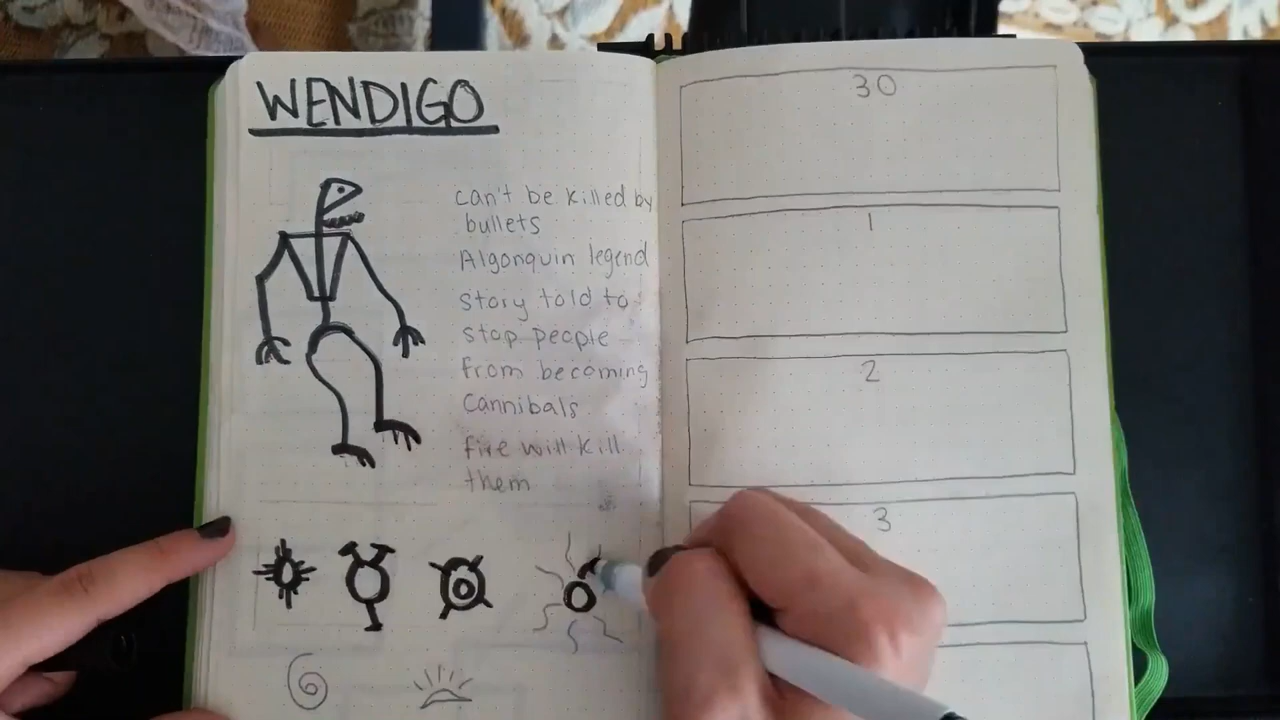 WENDIGO
can't be killed by
bullets
Algonquin legend
story told to
stop people
from becoming
cannibals
fire will kill
them
30
1
2
3